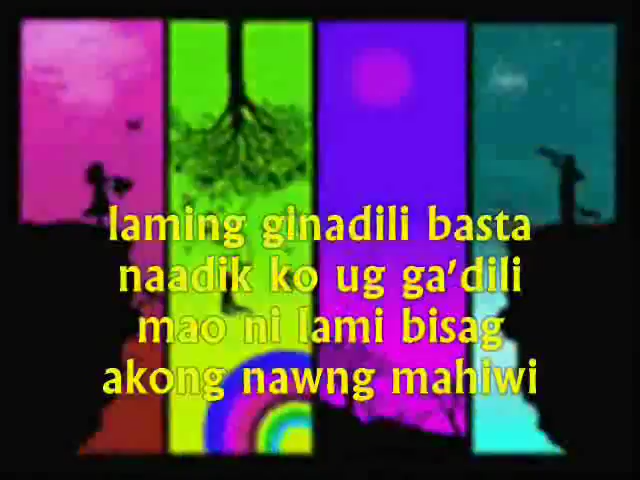 laming ginadili basta
naadik ko ug ga'dili
mao ni lami bisag
akong nawng mahiwi